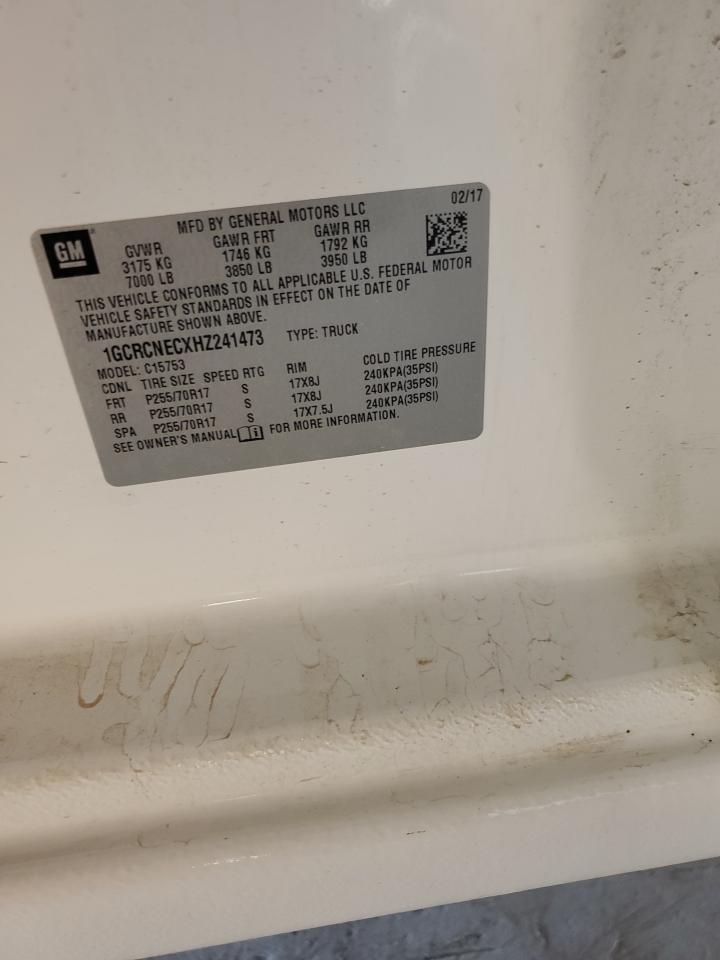 02/17
MFD BY GENERAL MOTORS LLC
GM
GVWR GAWR FRT GAWR RR
3175 KG 1746 KG 1792 KG
7000 LB 3850 LB 3950 LB
THIS VEHICLE CONFORMS TO ALL APPLICABLE U.S. FEDERAL MOTOR
VEHICLE SAFETY STANDARDS IN EFFECT ON THE DATE OF
MANUFACTURE SHOWN ABOVE.
1GCRCNECXHZ241473 TYPE: TRUCK
MODEL: C15753
CDNL TIRE SIZE SPEED RTG RIM COLD TIRE PRESSURE
FRT P255/70R17 S 17X8J 240KPA(35PSI)
RR P255/70R17 S 17X8J 240KPA(35PSI)
SPA P255/70R17 S 17X7.5J 240KPA(35PSI)
SEE OWNER'S MANUAL FOR MORE INFORMATION.